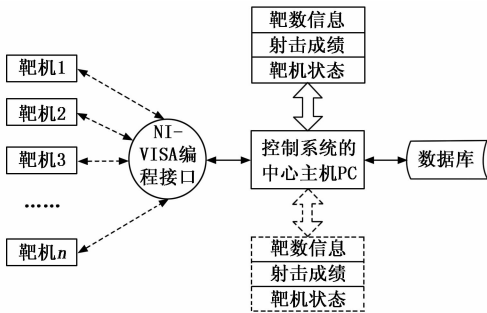 靶数信息
射击成绩
靶机状态
靶机1
靶机2
靶机3
……
靶机n
NI-
VISA编
程接口
控制系统的
中心主机PC
数据库
靶数信息
射击成绩
靶机状态